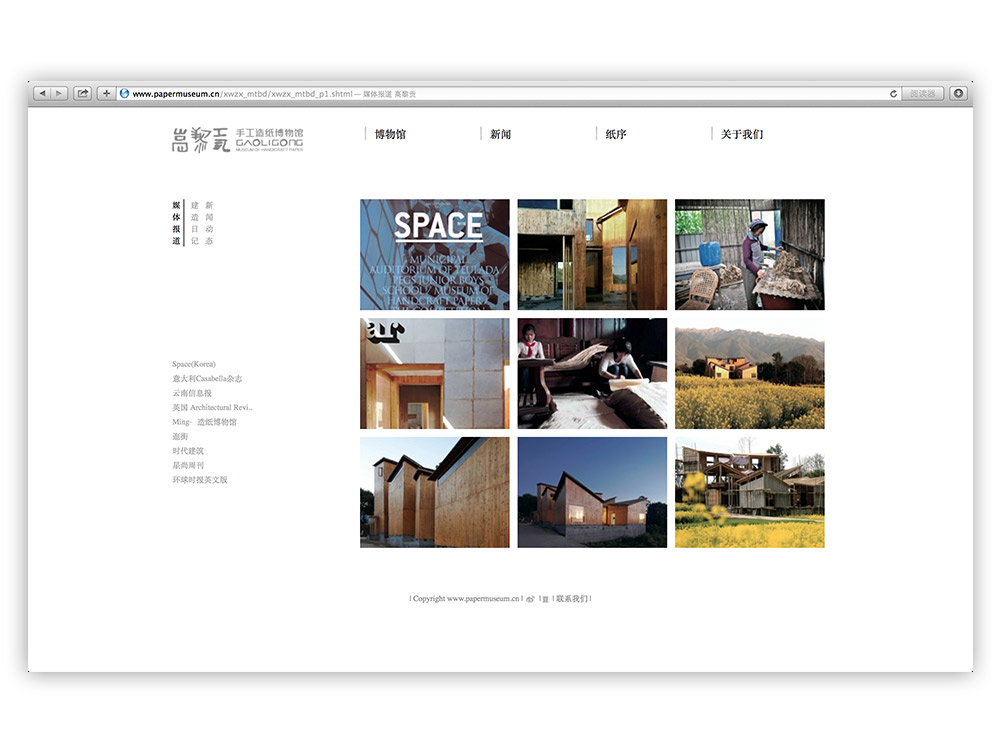 www.papermuseum.cn/xwzx_mtbd/xwzx_mtbd_p1.shtml — 媒体报道 高黎贡
阅读器
高黎贡
手工造纸博物馆
GAOLIGONG
MUSEUM OF HANDCRAFT PAPER
博物馆
新闻
纸序
关于我们
媒体报道
建造日记
新闻动态
SPACE
MUNICIPAL
AUDITORIUM OF TEULADA/
PEGS JUNIOR BOYS
SCHOOL/ MUSEUM OF
HANDCRAFT PAPER/
THE COMPETITION
ar
Space(Korea)
意大利Casabella杂志
云南信息报
英国 Architectural Revi..
Ming· 造纸博物馆
逛街
时代建筑
星尚周刊
环球时报英文版
| Copyright www.papermuseum.cn | | | 联系我们 |